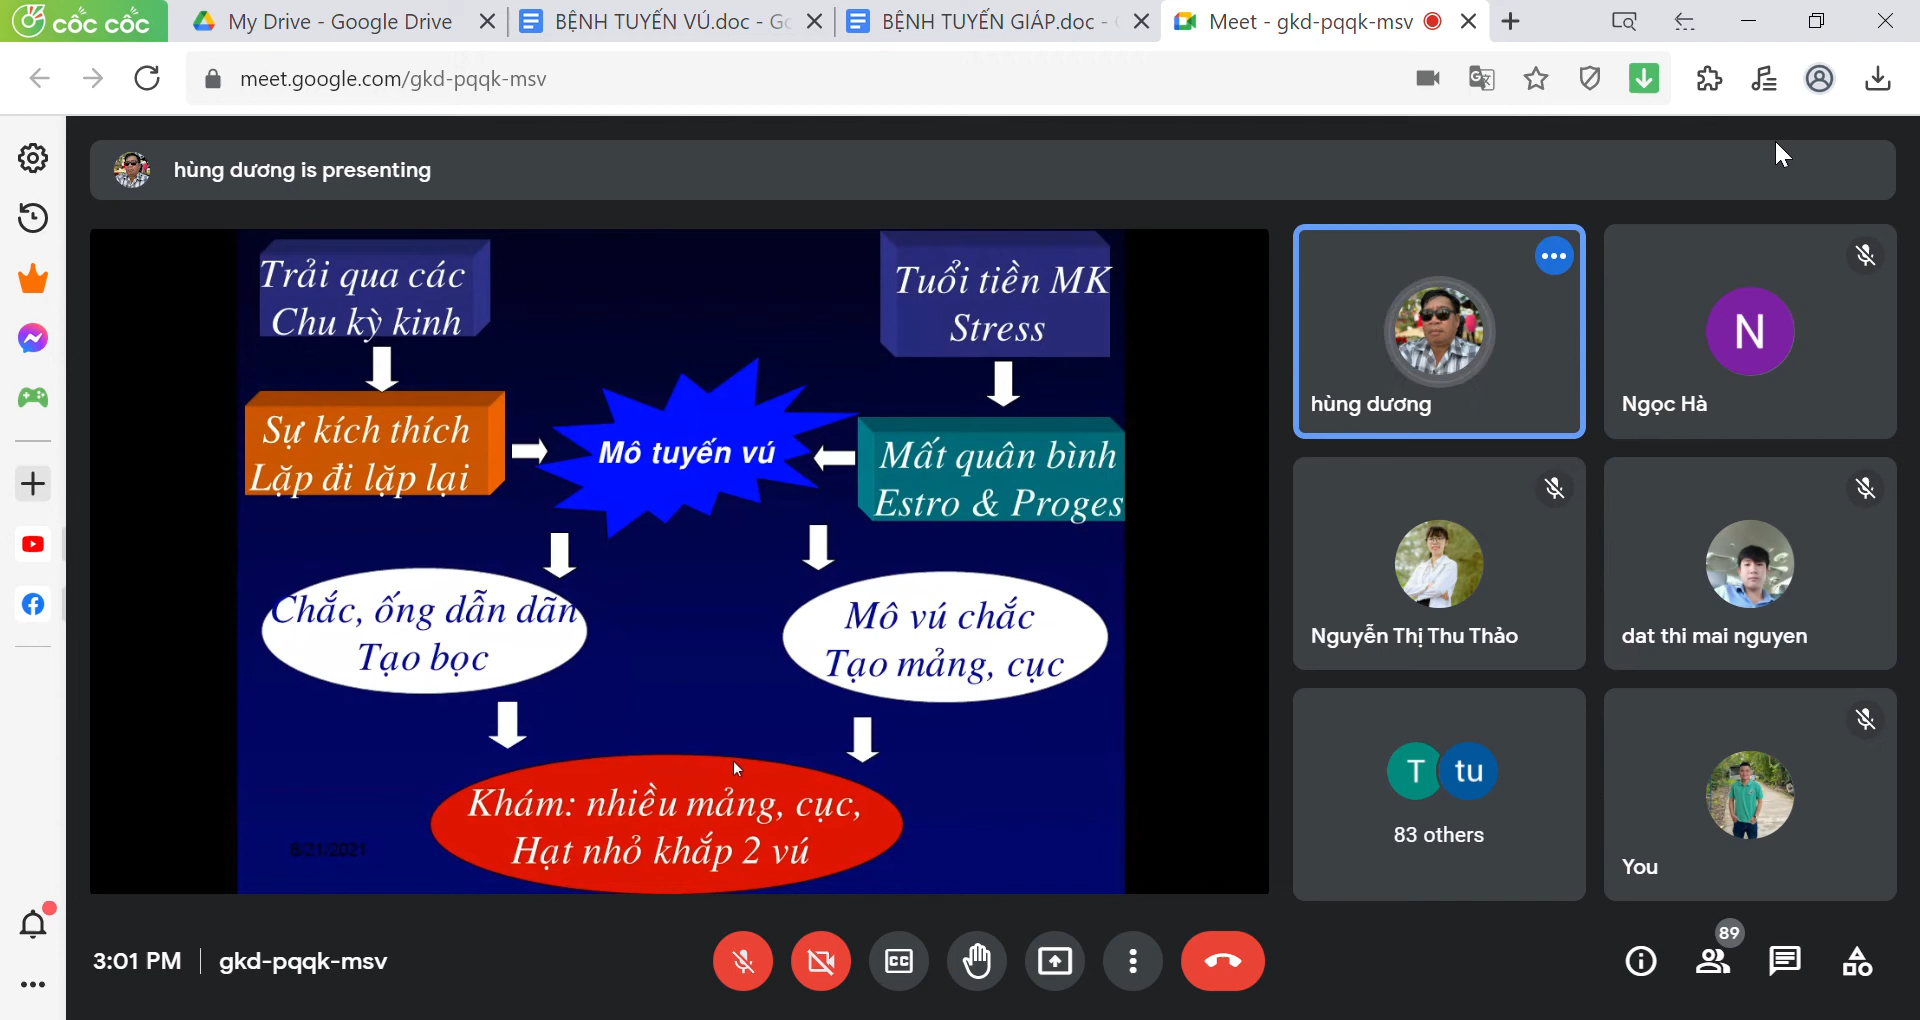 cốc cốc
My Drive - Google Drive
BỆNH TUYẾN VÚ.doc - Go
BỆNH TUYẾN GIÁP.doc -
Meet - gkd-pqqk-msv
meet.google.com/gkd-pqqk-msv
hùng dương is presenting
Trải qua các
Chu kỳ kinh
Tuổi tiền MK
Stress
Sự kích thích
Lặp đi lặp lại
Mô tuyến vú
Mất quân bình
Estro & Proges
Chắc, ống dẫn dãn
Tạo bọc
Mô vú chắc
Tạo mảng, cục
Khám: nhiều mảng, cục,
Hạt nhỏ khắp 2 vú
8/21/2021
hùng dương
N
Ngọc Hà
Nguyễn Thị Thu Thảo
dat thi mai nguyen
T
tu
83 others
You
3:01 PM
gkd-pqqk-msv
CC
89